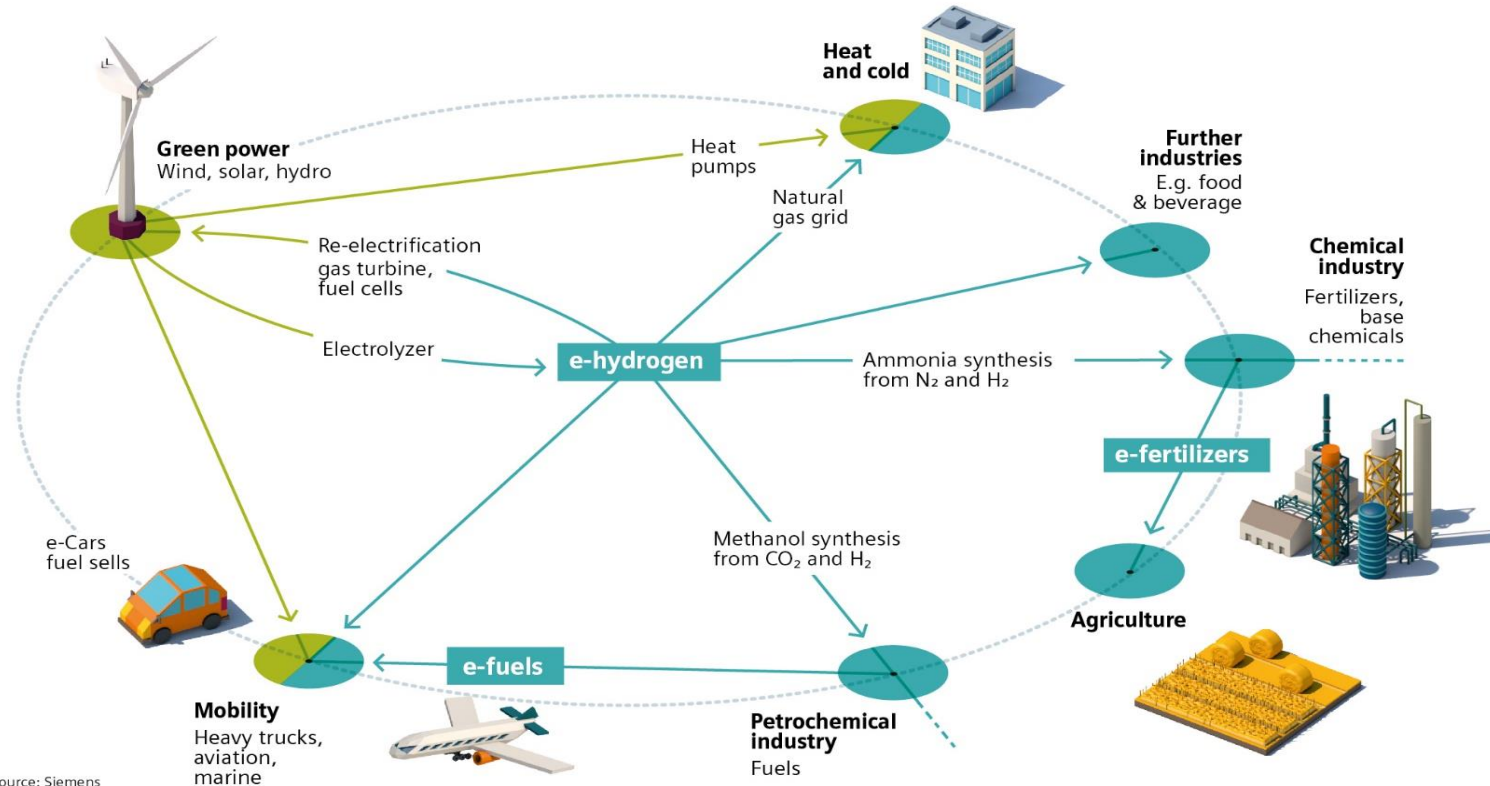 Heat
and cold
Green power
Wind, solar, hydro
Heat
pumps
Further
industries
E.g. food
& beverage
Natural
gas grid
Re-electrification
gas turbine,
fuel cells
Chemical
industry
Fertilizers,
base
chemicals
Electrolyzer
e-hydrogen
Ammonia synthesis
from N₂ and H₂
e-fertilizers
Methanol synthesis
from CO₂ and H₂
e-Cars
fuel sells
Agriculture
e-fuels
Mobility
Heavy trucks,
aviation,
marine
Petrochemical
industry
Fuels
ource: Siemens